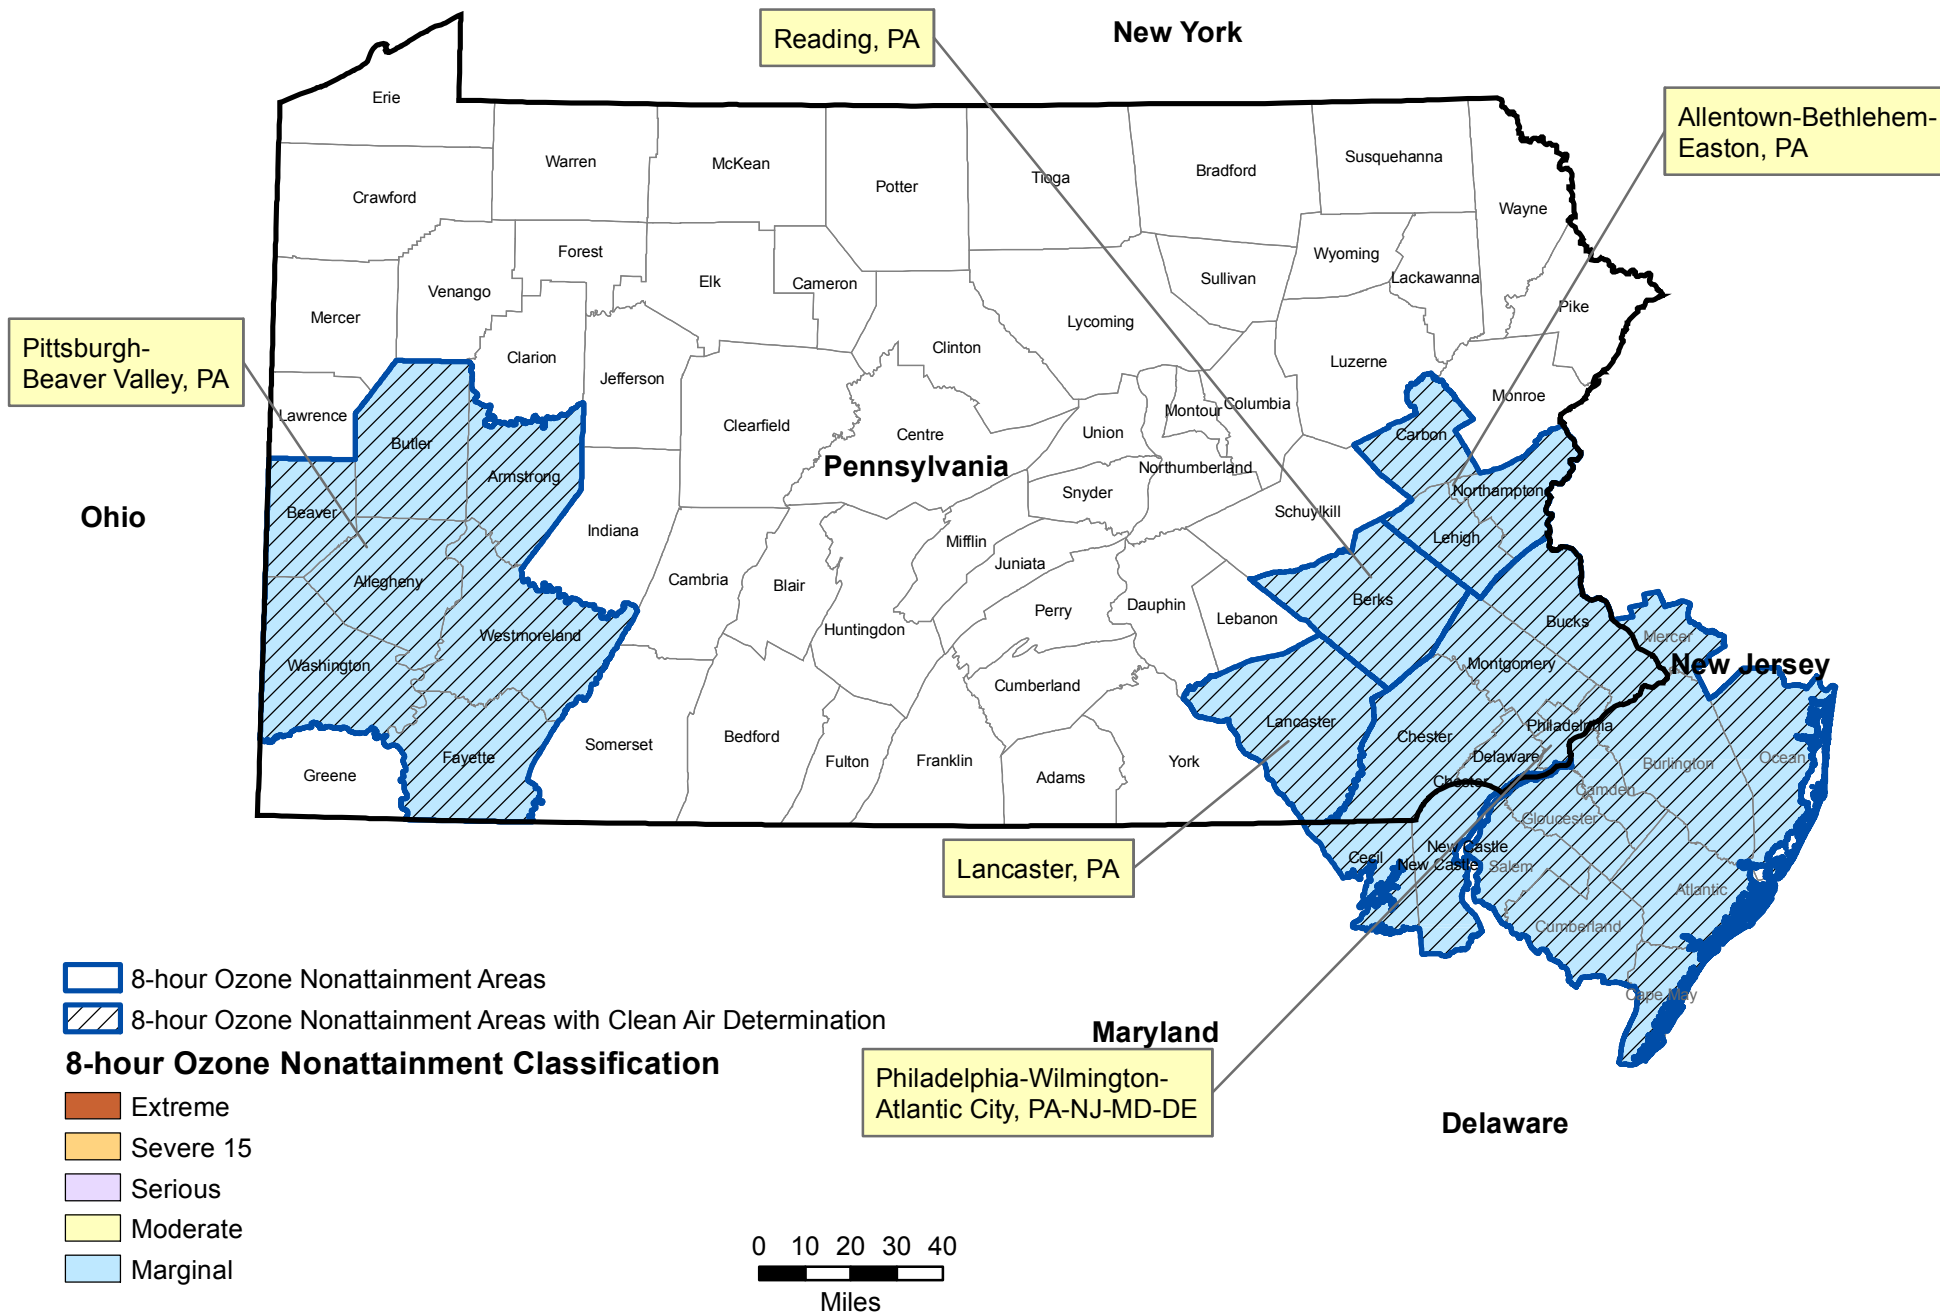 Reading, PA
New York
Allentown-Bethlehem-
Easton, PA
Erie
Warren
McKean
Potter
Tioga
Bradford
Susquehanna
Wayne
Crawford
Forest
Elk
Cameron
Sullivan
Wyoming
Lackawanna
Venango
Mercer
Pike
Pittsburgh-
Beaver Valley, PA
Clarion
Jefferson
Clinton
Lycoming
Luzerne
Monroe
Lawrence
Butler
Clearfield
Centre
Union
Montour
Columbia
Carbon
Pennsylvania
Armstrong
Northumberland
Snyder
Northampton
Ohio
Beaver
Indiana
Mifflin
Juniata
Schuylkill
Lehigh
Allegheny
Cambria
Blair
Perry
Dauphin
Lebanon
Berks
Westmoreland
Huntingdon
Bucks
Mercer
Washington
Cumberland
Montgomery
New Jersey
Lancaster
Philadelphia
Somerset
Bedford
Fulton
Franklin
Adams
York
Chester
Delaware
Burlington
Ocean
Greene
Fayette
Chester
Camden
Gloucester
Lancaster, PA
Cecil
New Castle
New Castle
Salem
Atlantic
Cumberland
Cape May
8-hour Ozone Nonattainment Areas
8-hour Ozone Nonattainment Areas with Clean Air Determination
Maryland
8-hour Ozone Nonattainment Classification
Philadelphia-Wilmington-
Atlantic City, PA-NJ-MD-DE
Delaware
Extreme
Severe 15
Serious
Moderate
Marginal
0 10 20 30 40
Miles